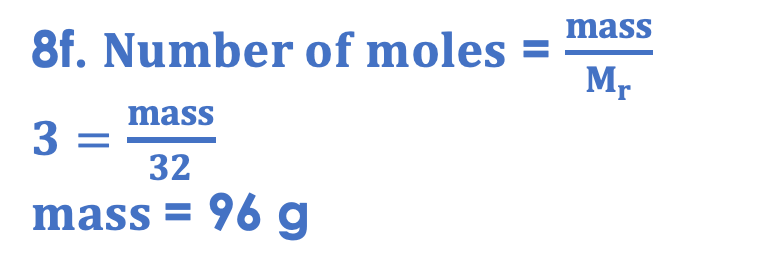 8f. Number of moles = mass / Mᵣ
3 = mass / 32
mass = 96 g